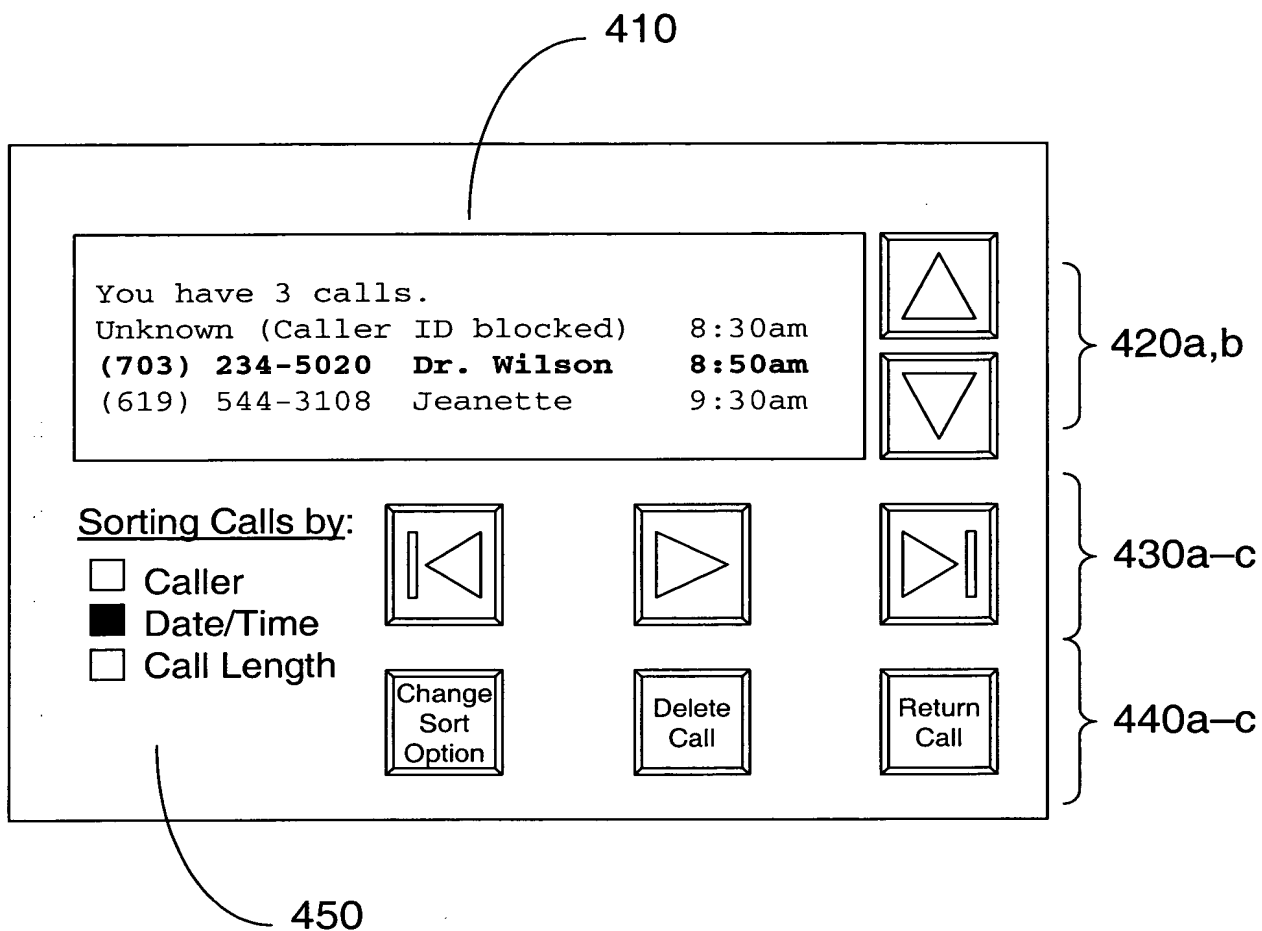 410
You have 3 calls.
Unknown (Caller ID blocked) 8:30am
(703) 234-5020 Dr. Wilson 8:50am
(619) 544-3108 Jeanette 9:30am
420a,b
Sorting Calls by:
Caller
Date/Time
Call Length
430a–c
Change
Sort
Option
Delete
Call
Return
Call
440a–c
450